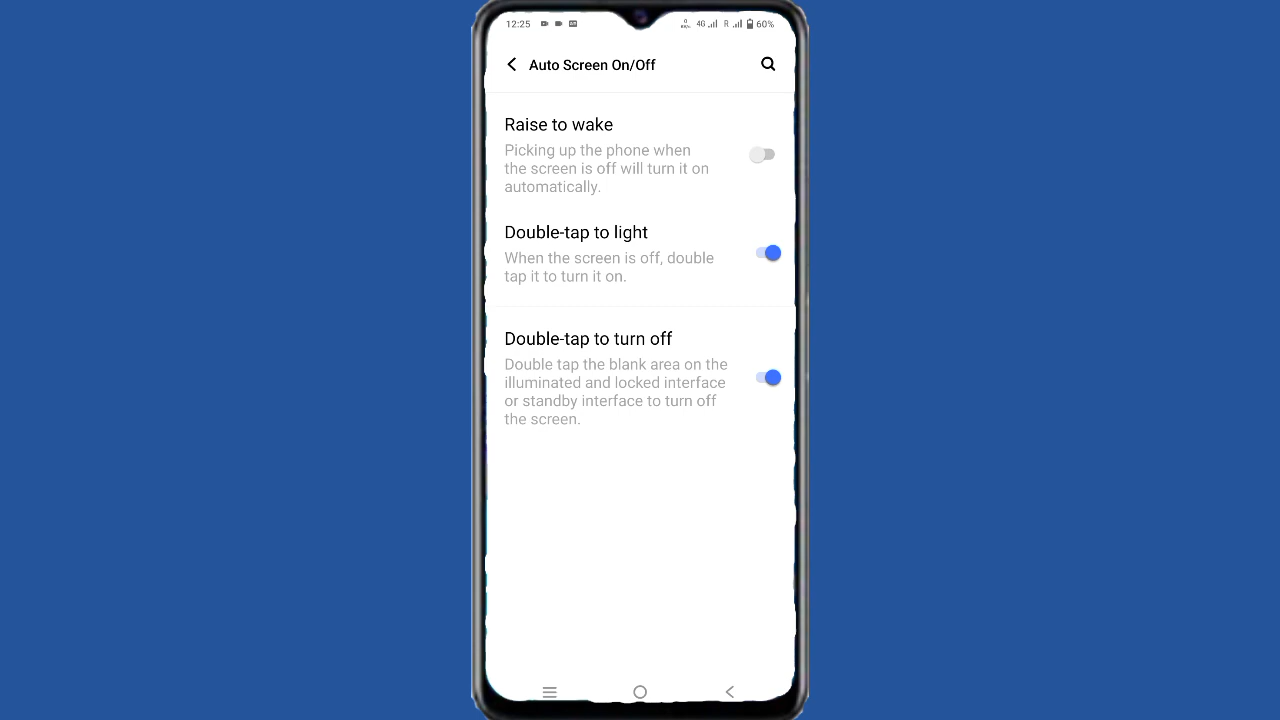 12:25 4G R 60%
Auto Screen On/Off
Raise to wake
Picking up the phone when
the screen is off will turn it on
automatically.
Double-tap to light
When the screen is off, double
tap it to turn it on.
Double-tap to turn off
Double tap the blank area on the
illuminated and locked interface
or standby interface to turn off
the screen.